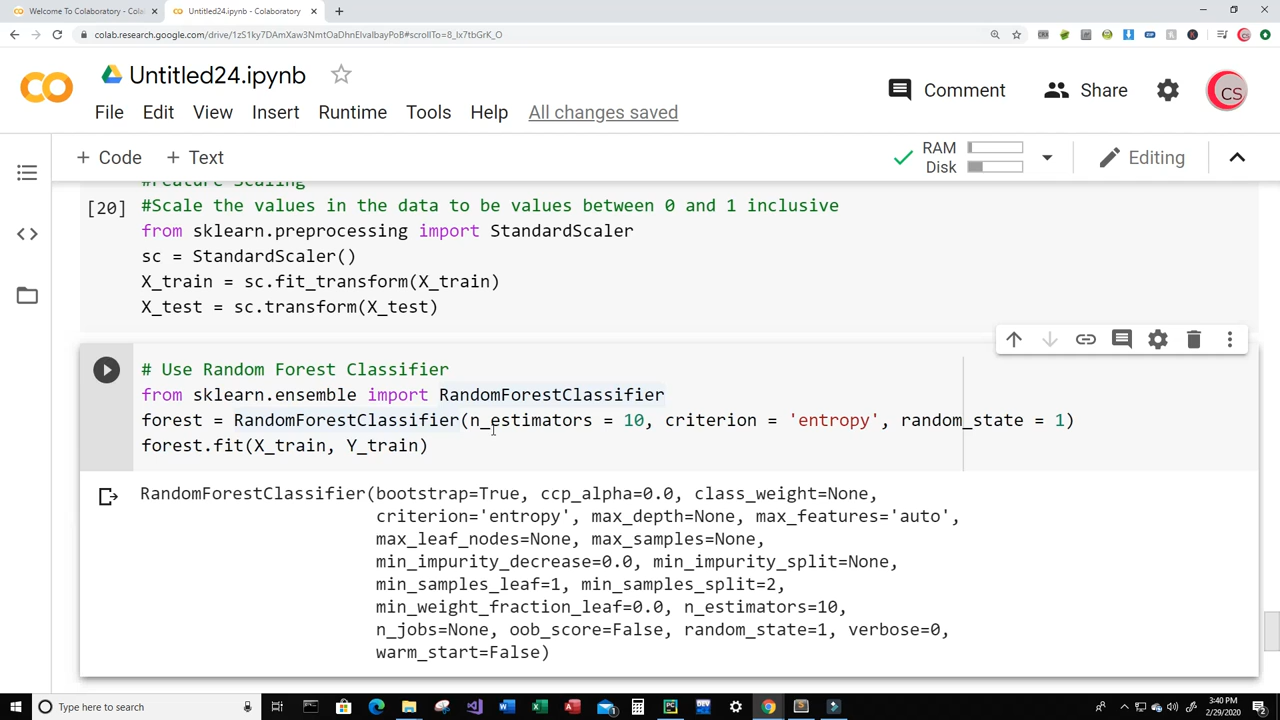 Welcome To Colaboratory - Colab
Untitled24.ipynb - Colaboratory
colab.research.google.com/drive/1zS1ky7DAmXaw3NmtOaDhnElvalbayPoB#scrollTo=8_lx7tbGrK_O
Untitled24.ipynb
Comment
Share
CS
File Edit View Insert Runtime Tools Help All changes saved
+ Code + Text
RAM
Disk
Editing
#Feature Scaling
[20] #Scale the values in the data to be values between 0 and 1 inclusive
from sklearn.preprocessing import StandardScaler
sc = StandardScaler()
X_train = sc.fit_transform(X_train)
X_test = sc.transform(X_test)
# Use Random Forest Classifier
from sklearn.ensemble import RandomForestClassifier
forest = RandomForestClassifier(n_estimators = 10, criterion = 'entropy', random_state = 1)
forest.fit(X_train, Y_train)
RandomForestClassifier(bootstrap=True, ccp_alpha=0.0, class_weight=None,
criterion='entropy', max_depth=None, max_features='auto',
max_leaf_nodes=None, max_samples=None,
min_impurity_decrease=0.0, min_impurity_split=None,
min_samples_leaf=1, min_samples_split=2,
min_weight_fraction_leaf=0.0, n_estimators=10,
n_jobs=None, oob_score=False, random_state=1, verbose=0,
warm_start=False)
Type here to search
3:40 PM
2/29/2020